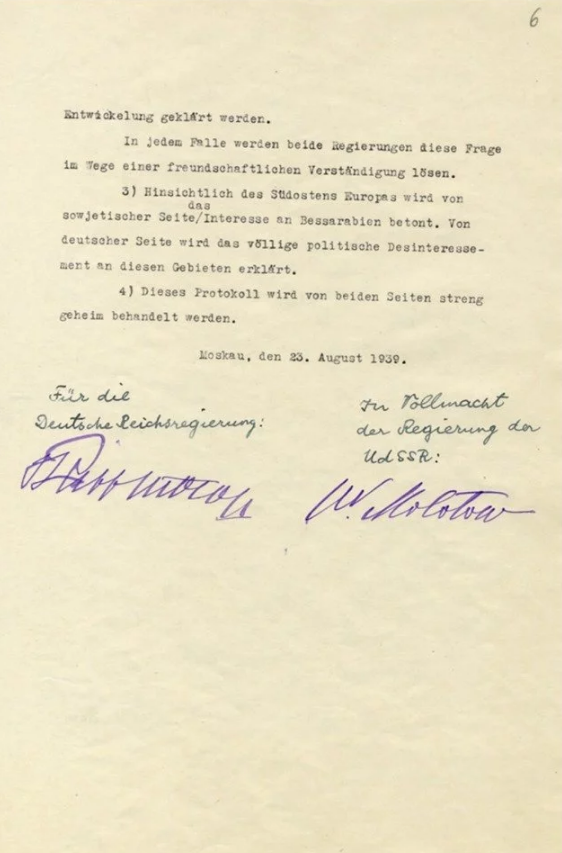 6
Entwickelung geklärt werden.
In jedem Falle werden beide Regierungen diese Frage
im Wege einer freundschaftlichen Verständigung lösen.
3) Hinsichtlich des Südostens Europas wird von
das
sowjetischer Seite/Interesse an Bessarabien betont. Von
deutscher Seite wird das völlige politische Desinteresse-
ment an diesen Gebieten erklärt.
4) Dieses Protokoll wird von beiden Seiten streng
geheim behandelt werden.
Moskau, den 23. August 1939.
Für die
Deutsche Reichsregierung:
In Vollmacht
der Regierung der
UdSSR:
W. Molotow